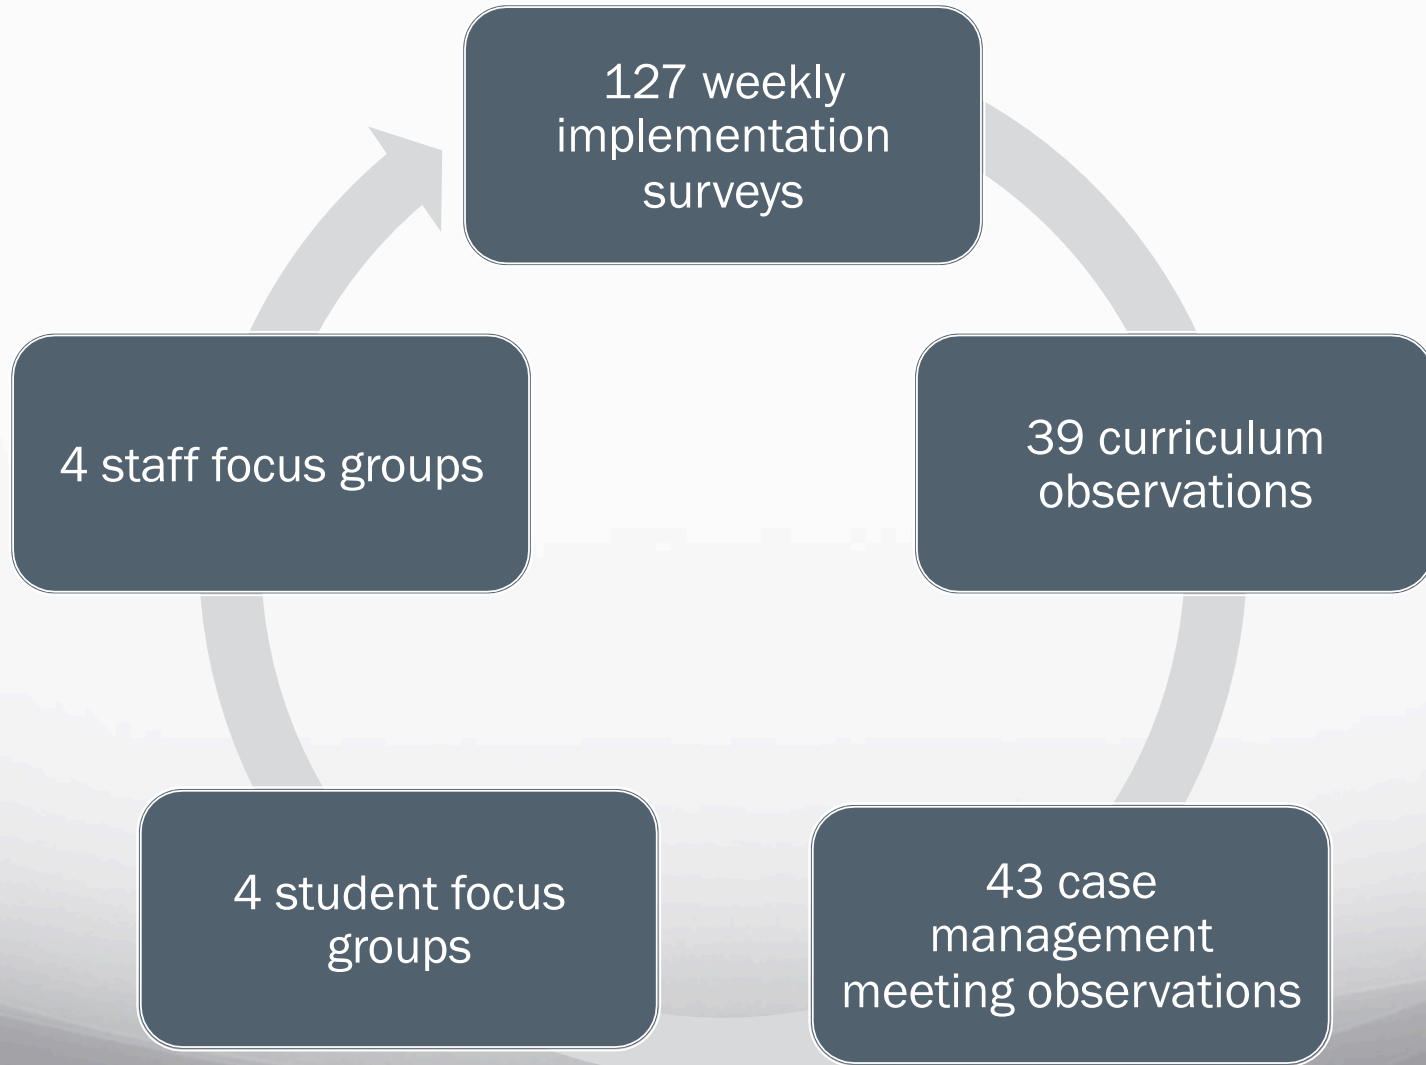 127 weekly
implementation
surveys
39 curriculum
observations
43 case
management
meeting observations
4 student focus
groups
4 staff focus groups